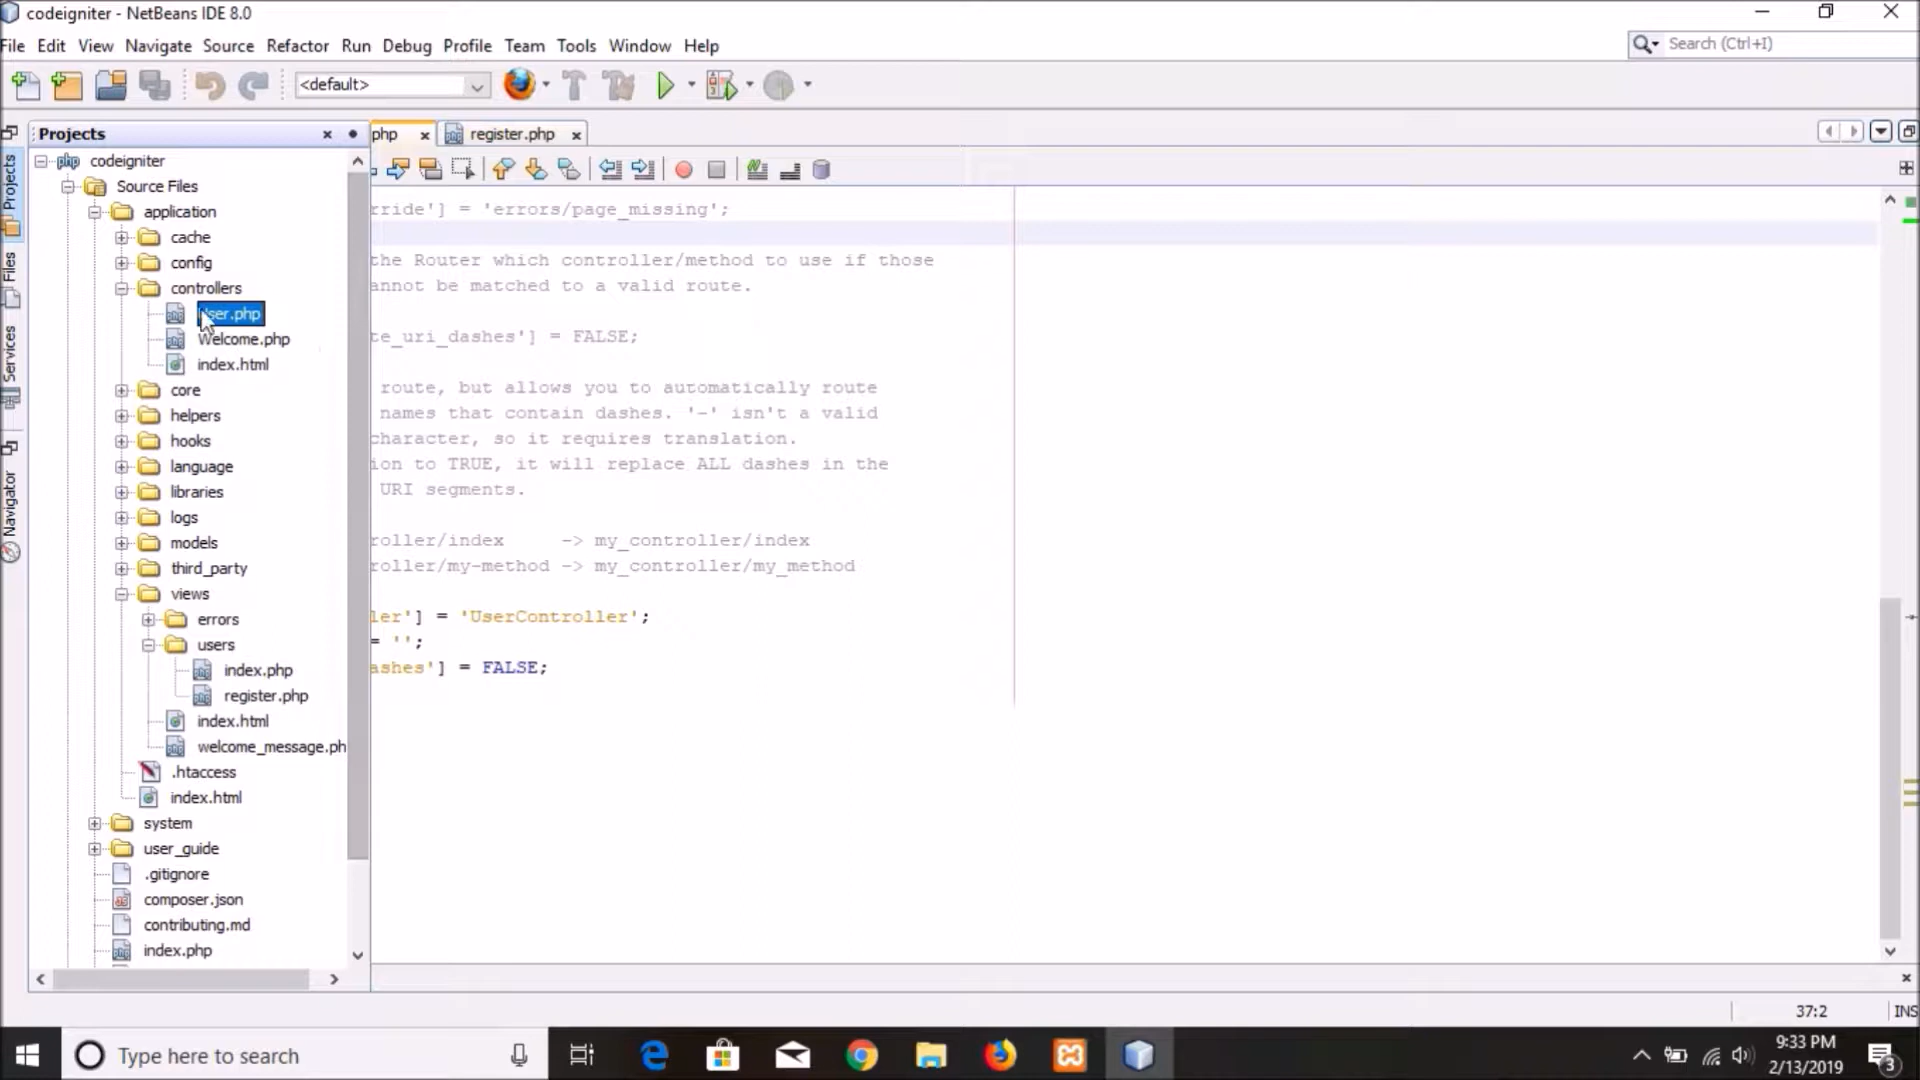 codeigniter - NetBeans IDE 8.0
File Edit View Navigate Source Refactor Run Debug Profile Team Tools Window Help
Search (Ctrl+I)
<default>
Projects
php
register.php
Projects
Files
Services
Navigator
codeigniter
Source Files
application
cache
config
controllers
User.php
Welcome.php
index.html
core
helpers
hooks
language
libraries
logs
models
third_party
views
errors
users
index.php
register.php
index.html
welcome_message.ph
.htaccess
index.html
system
user_guide
.gitignore
composer.json
contributing.md
index.php
rride'] = 'errors/page_missing';
the Router which controller/method to use if those
annot be matched to a valid route.
te_uri_dashes'] = FALSE;
route, but allows you to automatically route
names that contain dashes. '-' isn't a valid
character, so it requires translation.
ion to TRUE, it will replace ALL dashes in the
URI segments.
roller/index -> my_controller/index
roller/my-method -> my_controller/my_method
ler'] = 'UserController';
= '';
ashes'] = FALSE;
37:2
INS
Type here to search
9:33 PM
2/13/2019
3